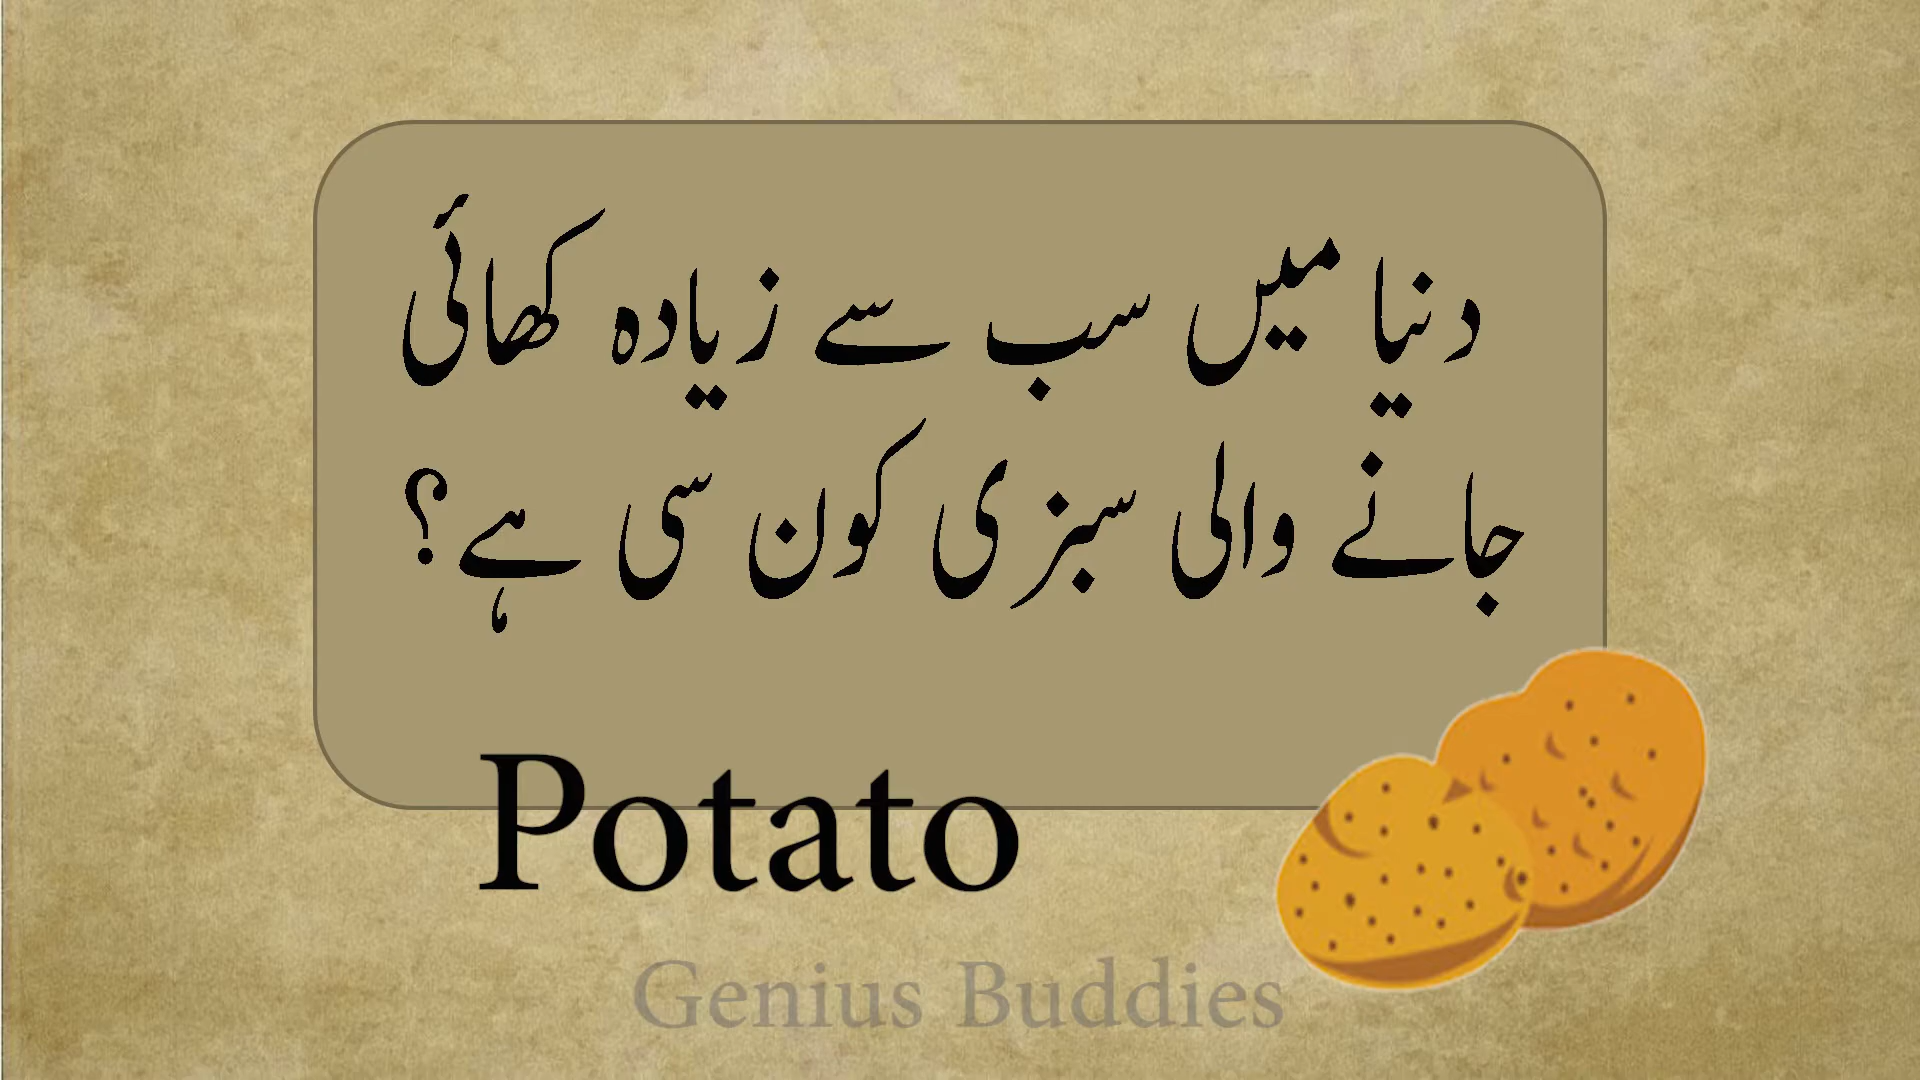 دنیا میں سب سے زیادہ کھائی
جانے والی سبزی کون سی ہے؟
Potato
Genius Buddies